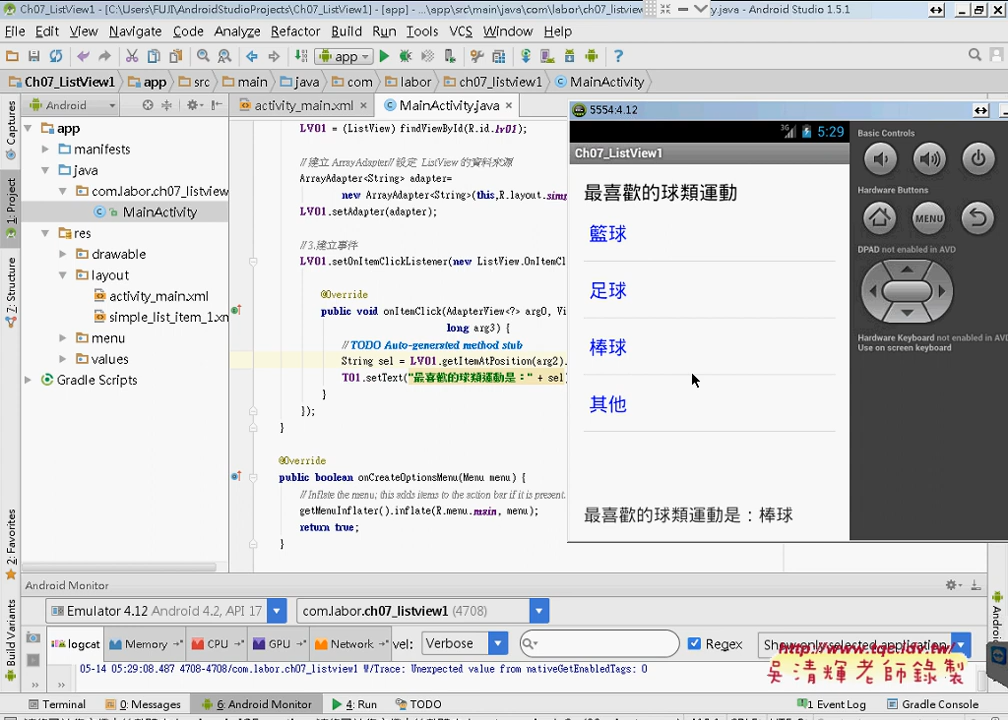 Ch07_ListView1 - [C:\Users\FUJI\AndroidStudioProjects\Ch07_ListView1] - [app] - ...\app\src\main\java\com\labor\ch07_listview
y.java - Android Studio 1.5.1
File Edit View Navigate Code Analyze Refactor Build Run Tools VCS Window Help
app
Ch07_ListView1 app src main java com labor ch07_listview1 MainActivity
Android
activity_main.xml
MainActivity.java
Captures
1: Project
7: Structure
2: Favorites
Build Variants
app
manifests
java
com.labor.ch07_listview
MainActivity
res
drawable
layout
activity_main.xml
simple_list_item_1.xm
menu
values
Gradle Scripts
LV01 = (ListView) findViewById(R.id.lv01);
//建立 ArrayAdapter//設定 ListView 的資料來源
ArrayAdapter<String> adapter=
new ArrayAdapter<String>(this,R.layout.sim
LV01.setAdapter(adapter);
//3.建立事件
LV01.setOnItemClickListener(new ListView.OnItemCl
@Override
public void onItemClick(AdapterView<?> arg0, Vi
long arg3) {
// TODO Auto-generated method stub
String sel = LV01.getItemAtPosition(arg2).
T01.setText("最喜歡的球類運動是：" + sel
}
});
}
@Override
public boolean onCreateOptionsMenu(Menu menu) {
// Inflate the menu; this adds items to the action bar if it is present.
getMenuInflater().inflate(R.menu.main, menu);
return true;
}
5554:4.12
3G 5:29
Ch07_ListView1
最喜歡的球類運動
籃球
足球
棒球
其他
最喜歡的球類運動是：棒球
Basic Controls
Hardware Buttons
MENU
DPAD not enabled in AVD
Hardware Keyboard not enabled in AVD
Use on screen keyboard
Android Monitor
Emulator 4.12 Android 4.2, API 17
com.labor.ch07_listview1 (4708)
logcat Memory CPU GPU Network vel: Verbose Regex Show only selected application
05-14 05:29:08.487 4708-4708/com.labor.ch07_listview1 W/Trace: Unexpected value from nativeGetEnabledTags: 0
http://www.tqc.idv.tw/
吳清輝老師錄製
Terminal 0: Messages 6: Android Monitor 4: Run TODO
1 Event Log Gradle Console